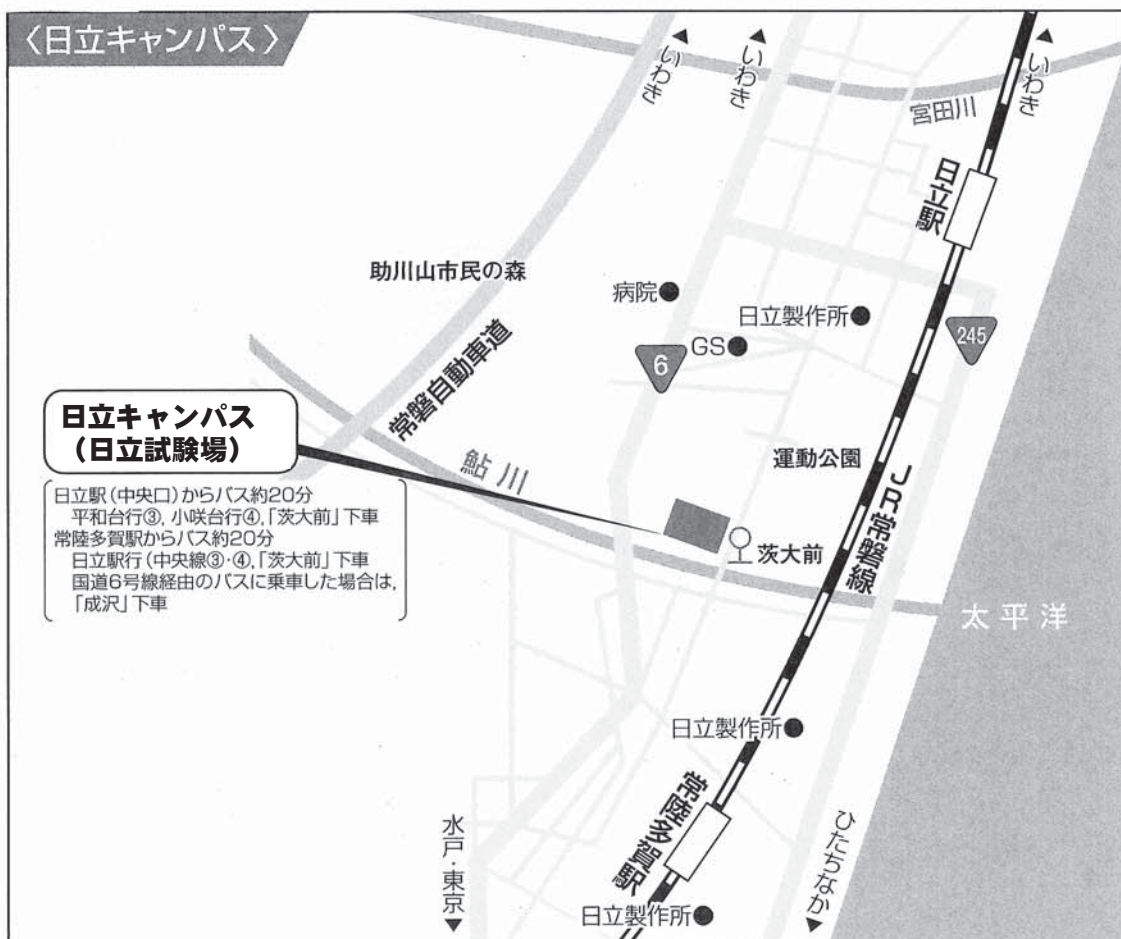 〈日立キャンパス〉
いわき
いわき
いわき
宮田川
日立駅
助川山市民の森
病院
日立製作所
GS
6
245
常磐自動車道
日立キャンパス
（日立試験場）
鮎川
運動公園
JR常磐線
日立駅（中央口）からバス約20分
平和台行③，小咲台行④，「茨大前」下車
常陸多賀駅からバス約20分
日立駅行（中央線③・④，「茨大前」下車
国道6号線経由のバスに乗車した場合は，
「成沢」下車
茨大前
太平洋
日立製作所
常陸多賀駅
水戸・東京
ひたちなか
日立製作所